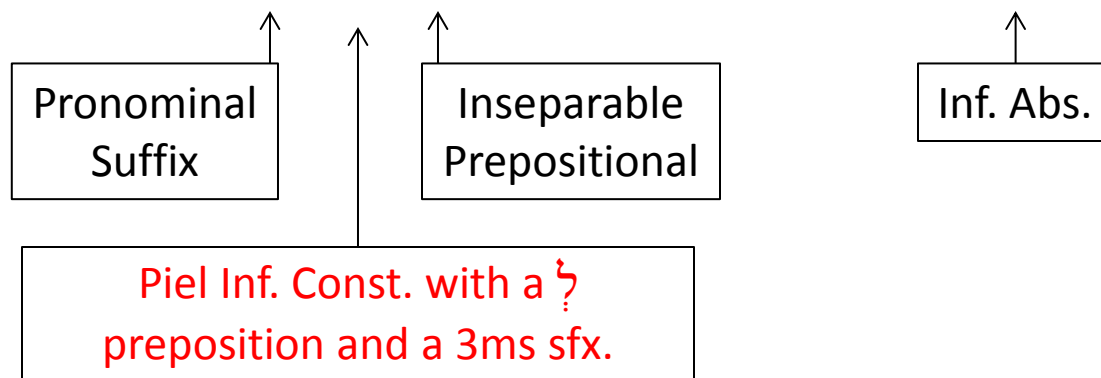 Pronominal
Suffix
Inseparable
Prepositional
Inf. Abs.
Piel Inf. Const. with a לְ
preposition and a 3ms sfx.